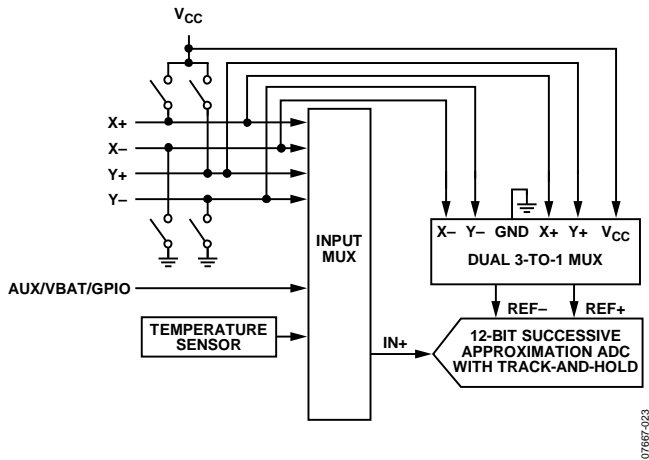 VCC
X+
X–
Y+
Y–
INPUT
MUX
X– Y– GND X+ Y+ VCC
DUAL 3-TO-1 MUX
AUX/VBAT/GPIO
REF– REF+
TEMPERATURE
SENSOR
IN+
12-BIT SUCCESSIVE
APPROXIMATION ADC
WITH TRACK-AND-HOLD
07667-023